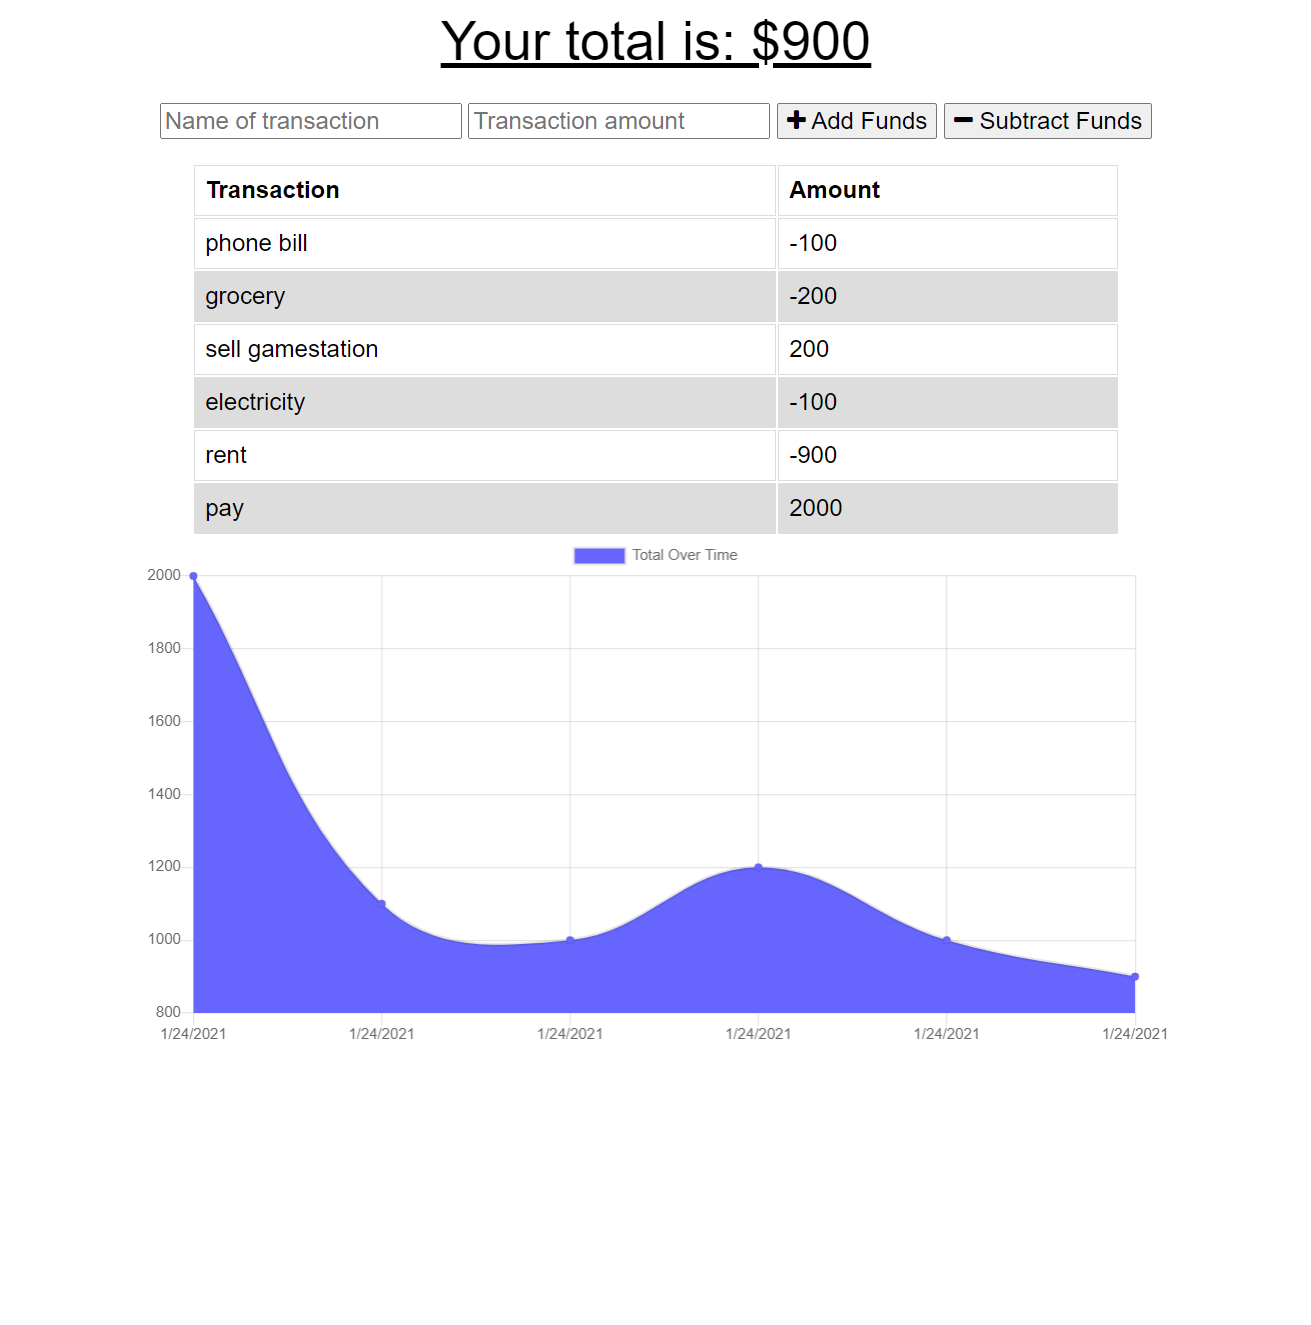 Your total is: $900
Name of transaction Transaction amount Add Funds Subtract Funds
Transaction Amount
phone bill -100
grocery -200
sell gamestation 200
electricity -100
rent -900
pay 2000
Total Over Time
2000
1800
1600
1400
1200
1000
800
1/24/2021 1/24/2021 1/24/2021 1/24/2021 1/24/2021 1/24/2021